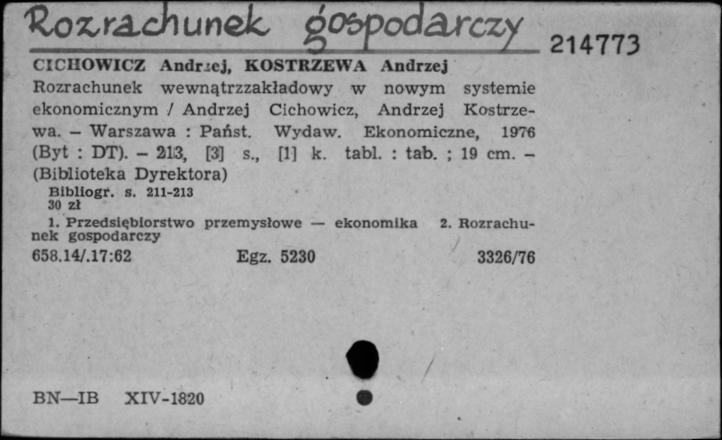 Rozrachunek gospodarczy
214773
CICHOWICZ Andrzej, KOSTRZEWA Andrzej
Rozrachunek wewnątrzzakładowy w nowym systemie
ekonomicznym / Andrzej Cichowicz, Andrzej Kostrze-
wa. — Warszawa : Państ. Wydaw. Ekonomiczne, 1976
(Byt : DT). — 213, [3] s., [1] k. tabl. : tab. ; 19 cm. —
(Biblioteka Dyrektora)
Bibliogr. s. 211-213
30 zł
1. Przedsiębiorstwo przemysłowe — ekonomika 2. Rozrachu-
nek gospodarczy
658.14/.17:62 Egz. 5230 3326/76
BN—IB XIV-1820